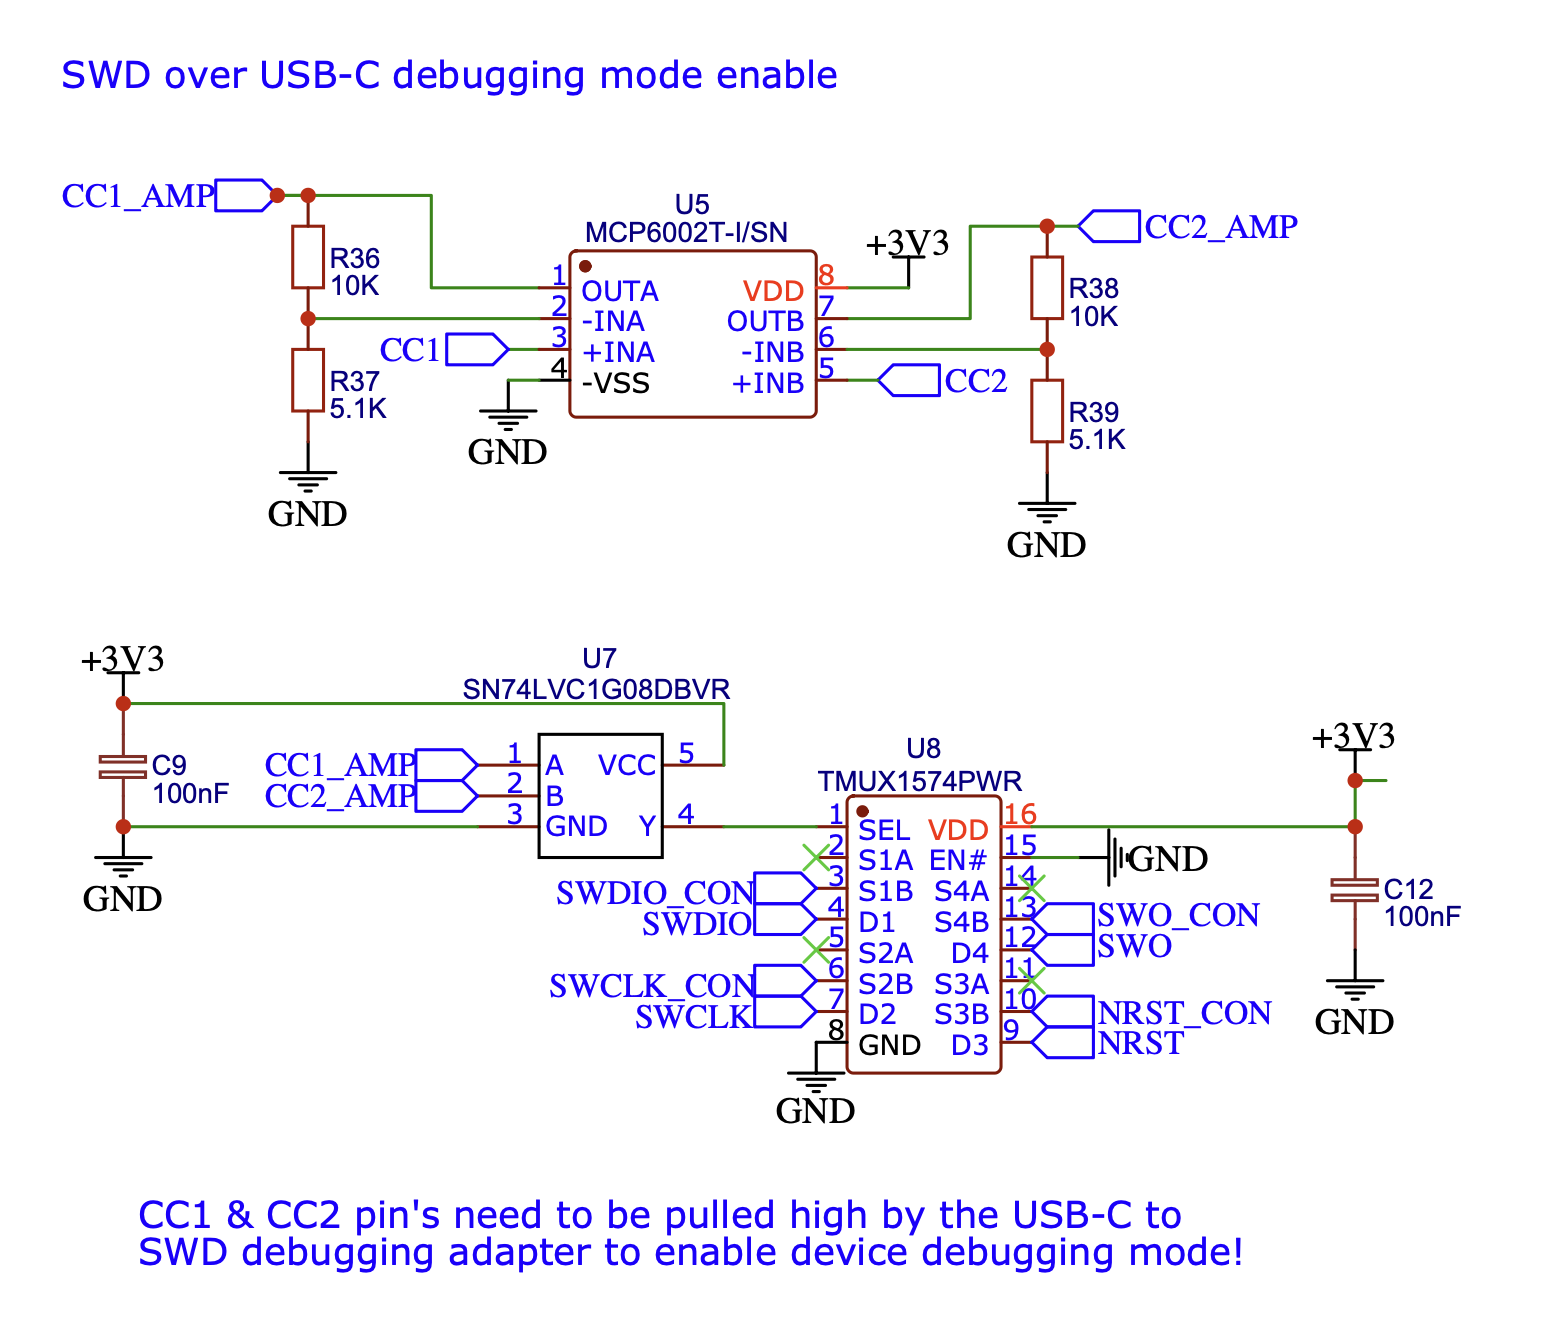 SWD over USB-C debugging mode enable
CC1_AMP
R36
10K
R37
5.1K
GND
U5
MCP6002T-I/SN
1 OUTA
2 -INA
3 +INA
4 -VSS
VDD 8
OUTB 7
-INB 6
+INB 5
CC1
GND
+3V3
CC2
CC2_AMP
R38
10K
R39
5.1K
GND
+3V3
C9
100nF
GND
U7
SN74LVC1G08DBVR
CC1_AMP
CC2_AMP
1 A
2 B
3 GND
VCC 5
Y 4
U8
TMUX1574PWR
1 SEL
2 S1A
3 S1B
4 D1
5 S2A
6 S2B
7 D2
8 GND
VDD 16
EN# 15
S4A 14
S4B 13
D4 12
S3A 11
S3B 10
D3 9
SWDIO_CON
SWDIO
SWCLK_CON
SWCLK
GND
GND
SWO_CON
SWO
NRST_CON
NRST
+3V3
C12
100nF
GND
CC1 & CC2 pin's need to be pulled high by the USB-C to
SWD debugging adapter to enable device debugging mode!